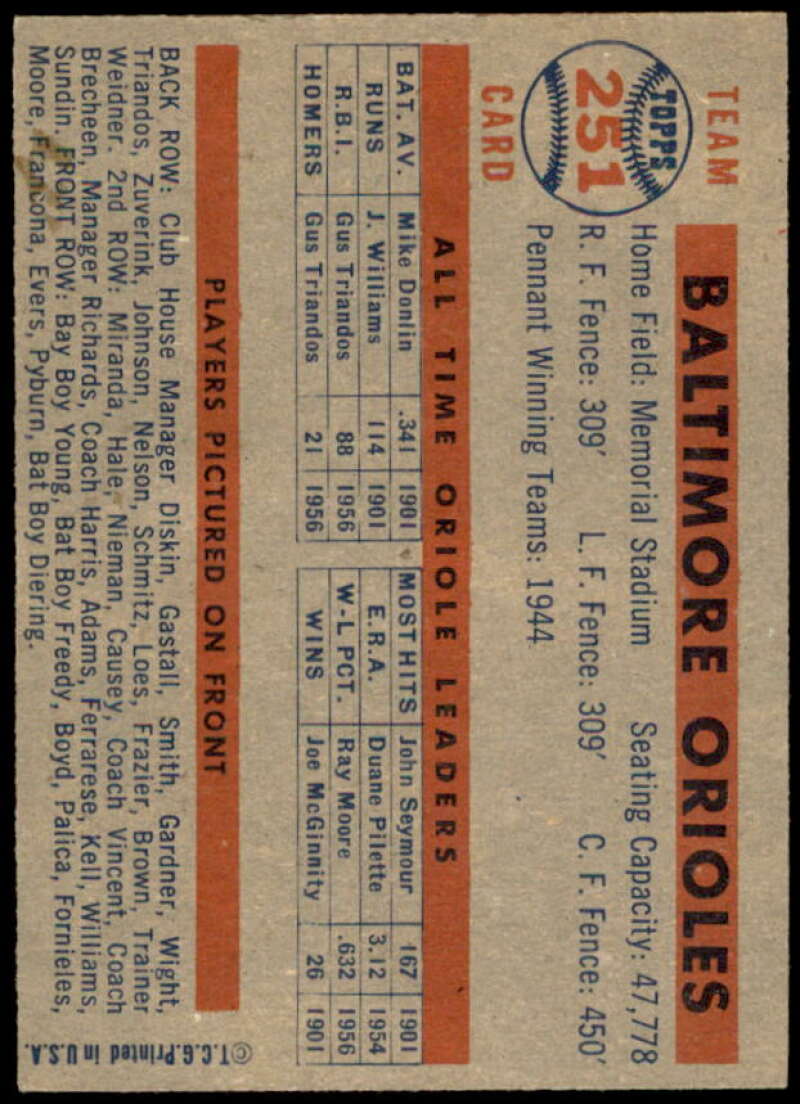 TEAM
TOPPS
251
CARD
BALTIMORE ORIOLES
Home Field: Memorial Stadium Seating Capacity: 47,778
R. F. Fence: 309′ L. F. Fence: 309′ C. F. Fence: 450′
Pennant Winning Teams: 1944
ALL TIME ORIOLE LEADERS
BAT. AV. Mike Donlin .341 1901 MOST HITS John Seymour 167 1901
RUNS J. Williams 114 1901 E.R.A. Duane Pilette 3.12 1954
R.B.I. Gus Triandos 88 1956 W-L PCT. Ray Moore .632 1956
HOMERS Gus Triandos 21 1956 WINS Joe McGinnity 26 1901
PLAYERS PICTURED ON FRONT
BACK ROW: Club House Manager Diskin, Gastall, Smith, Gardner, Wight,
Triandos, Zuverink, Johnson, Nelson, Schmitz, Loes, Frazier, Brown, Trainer
Weidner. 2nd ROW: Miranda, Hale, Nieman, Causey, Coach Vincent, Coach
Brecheen, Manager Richards, Coach Harris, Adams, Ferrarese, Kell, Williams,
Sundin. FRONT ROW: Bay Boy Young, Bat Boy Freedy, Boyd, Palica, Fornieles,
Moore, Francona, Evers, Pyburn, Bat Boy Diering.
©T.C.G.Printed in U.S.A.